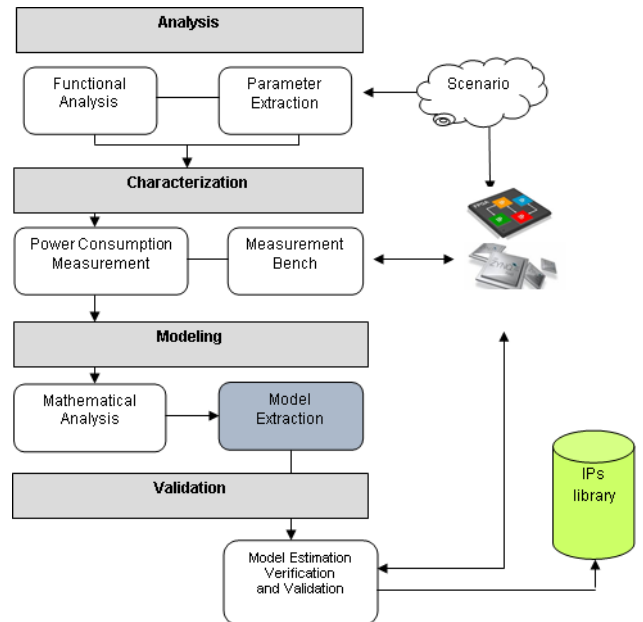 Analysis
Functional
Analysis
Parameter
Extraction
Scenario
Characterization
FPGA
Power Consumption
Measurement
Measurement
Bench
Modeling
Mathematical
Analysis
Model
Extraction
Validation
IPs
library
Model Estimation
Verification
and Validation